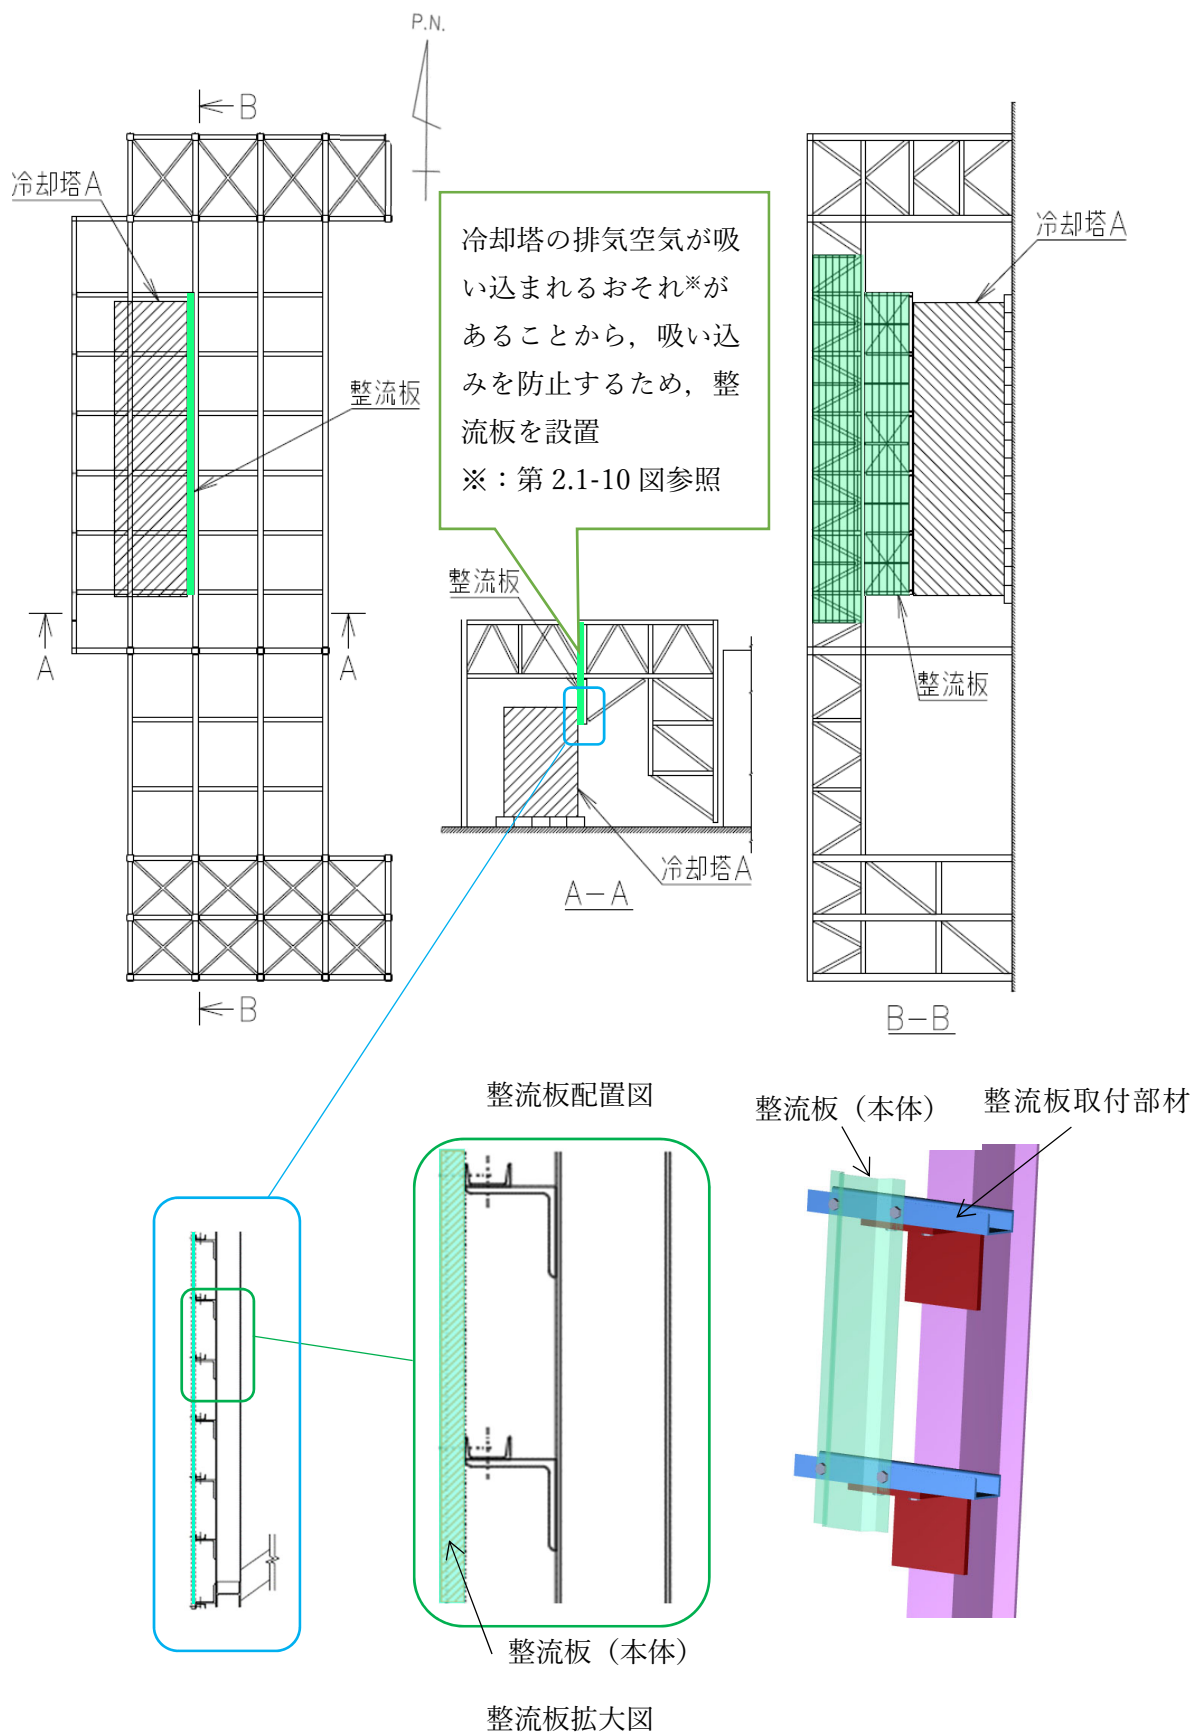 P.N.
B
冷却塔A
冷却塔の排気空気が吸
い込まれるおそれ※が
あることから，吸い込
みを防止するため，整
流板を設置
※：第 2.1-10 図参照
冷却塔A
整流板
整流板
A
A
整流板
冷却塔A
A-A
B
B-B
整流板配置図
整流板（本体）
整流板取付部材
整流板（本体）
整流板拡大図